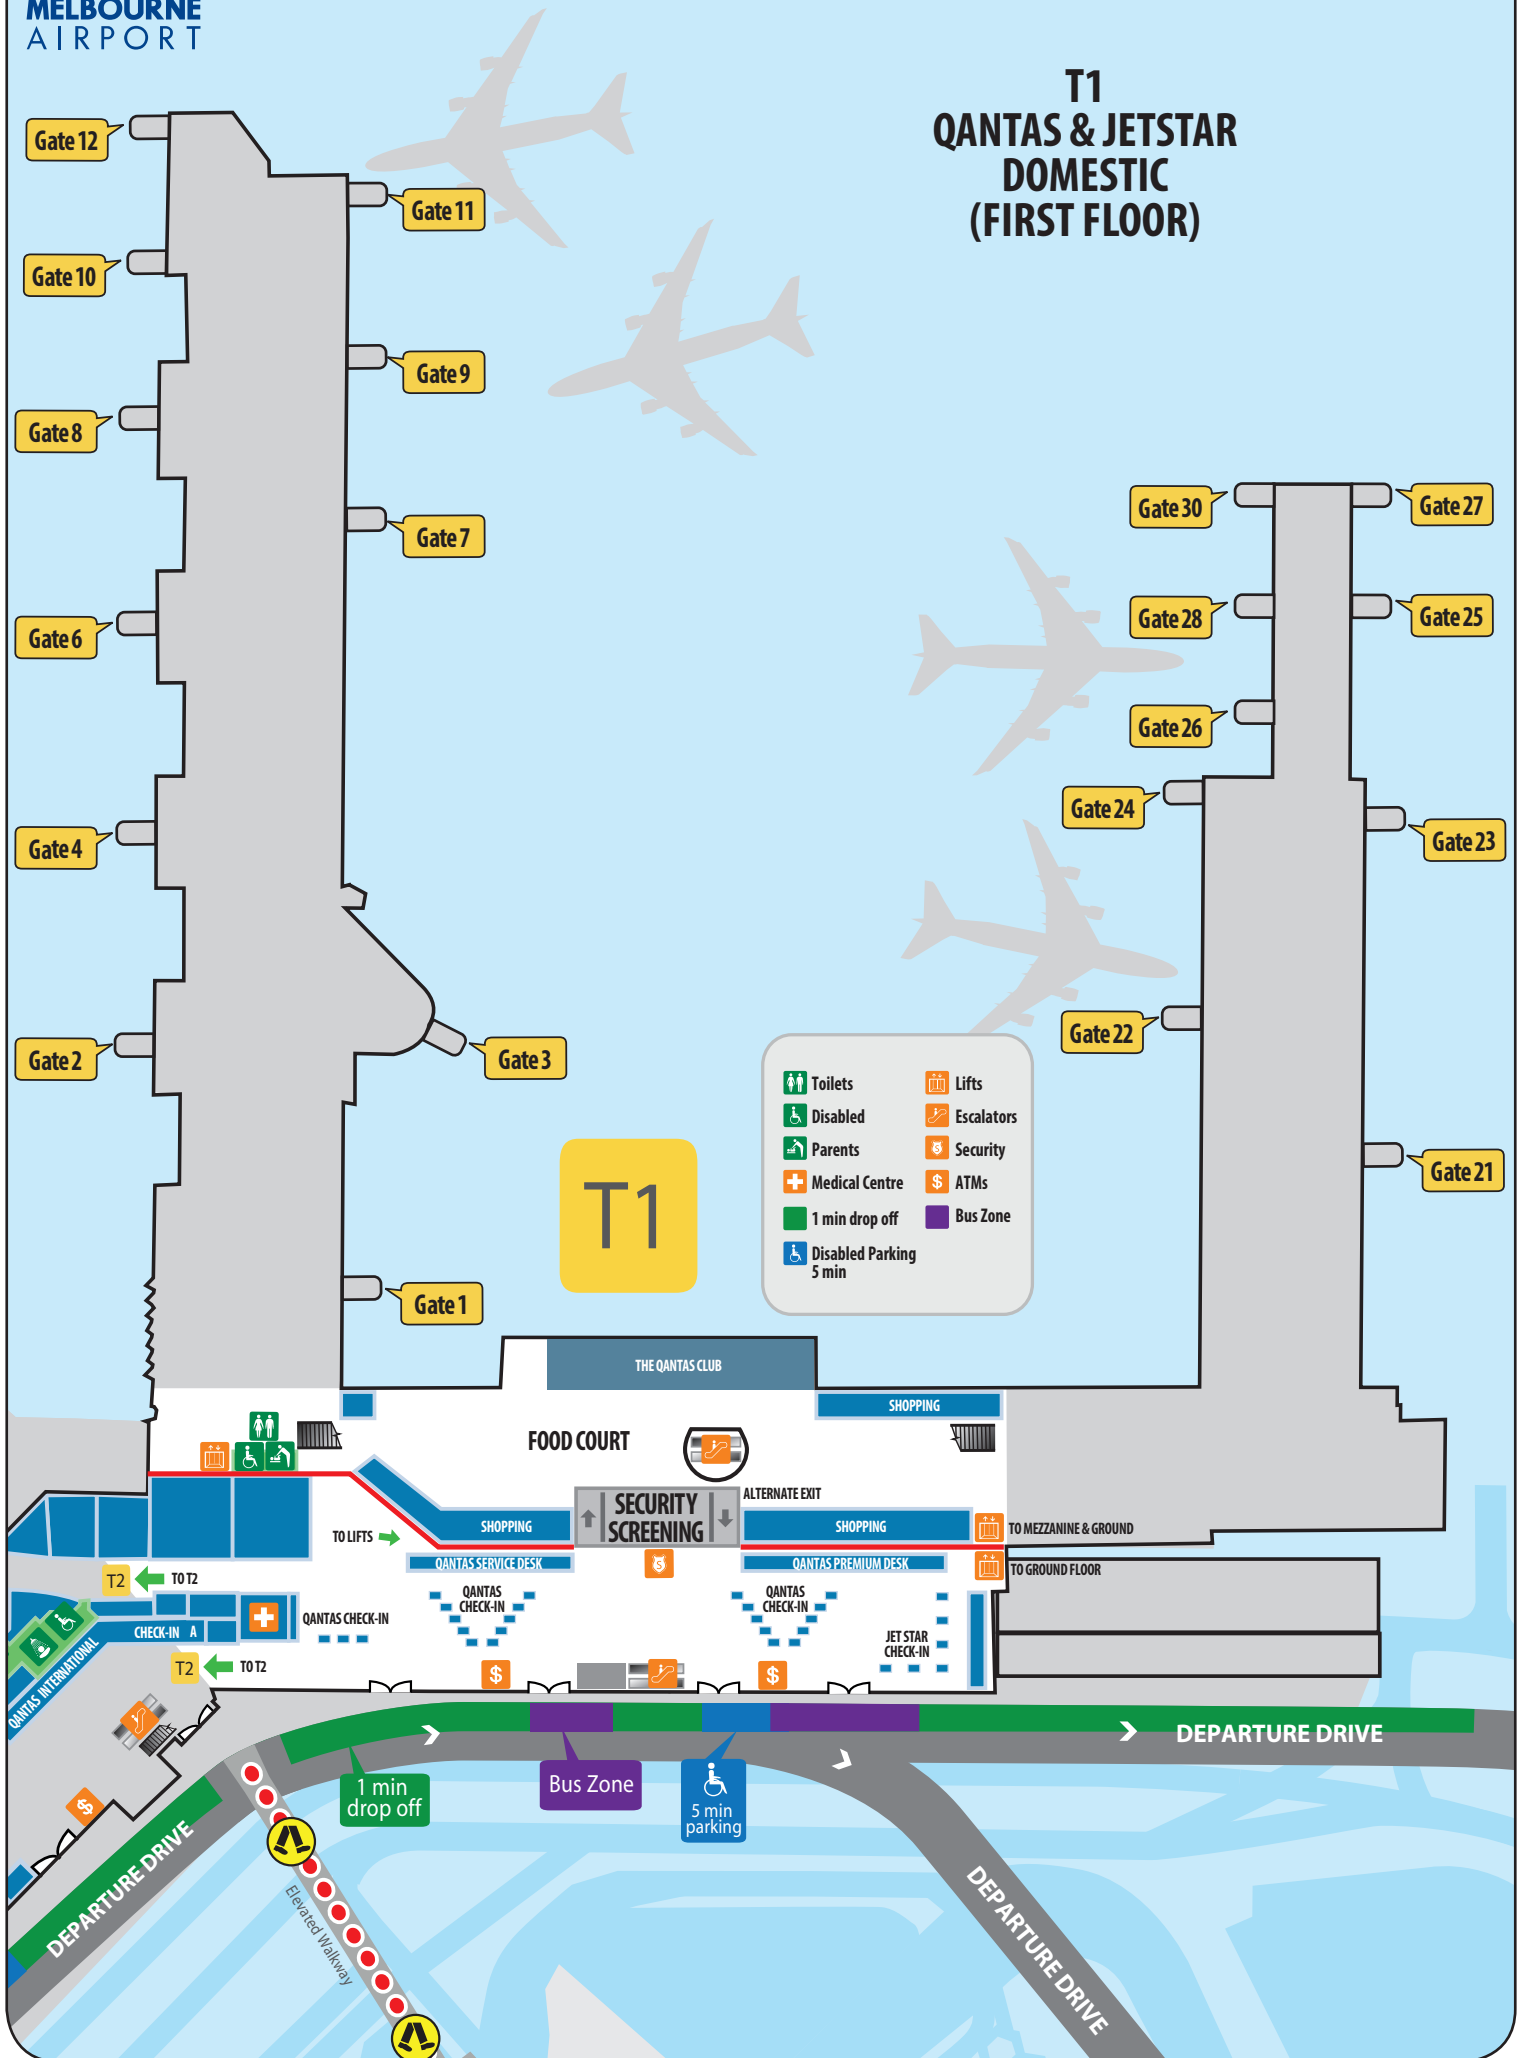 MELBOURNE
AIRPORT
T1
QANTAS & JETSTAR
DOMESTIC
(FIRST FLOOR)
Gate 12
Gate 11
Gate 10
Gate 9
Gate 8
Gate 7
Gate 6
Gate 4
Gate 2
Gate 3
Gate 1
Gate 30
Gate 27
Gate 28
Gate 25
Gate 26
Gate 24
Gate 23
Gate 22
Gate 21
T1
Toilets
Disabled
Parents
Medical Centre
1 min drop off
Disabled Parking
5 min
Lifts
Escalators
Security
$ ATMs
Bus Zone
THE QANTAS CLUB
SHOPPING
FOOD COURT
ALTERNATE EXIT
SECURITY
SCREENING
SHOPPING
SHOPPING
TO LIFTS
TO MEZZANINE & GROUND
QANTAS SERVICE DESK
QANTAS PREMIUM DESK
TO GROUND FLOOR
T2
TO T2
QANTAS
CHECK-IN
QANTAS
CHECK-IN
QANTAS CHECK-IN
CHECK-IN A
JET STAR
CHECK-IN
QANTAS INTERNATIONAL
T2
TO T2
$
$
$
DEPARTURE DRIVE
1 min
drop off
Bus Zone
5 min
parking
DEPARTURE DRIVE
Elevated Walkway
DEPARTURE DRIVE